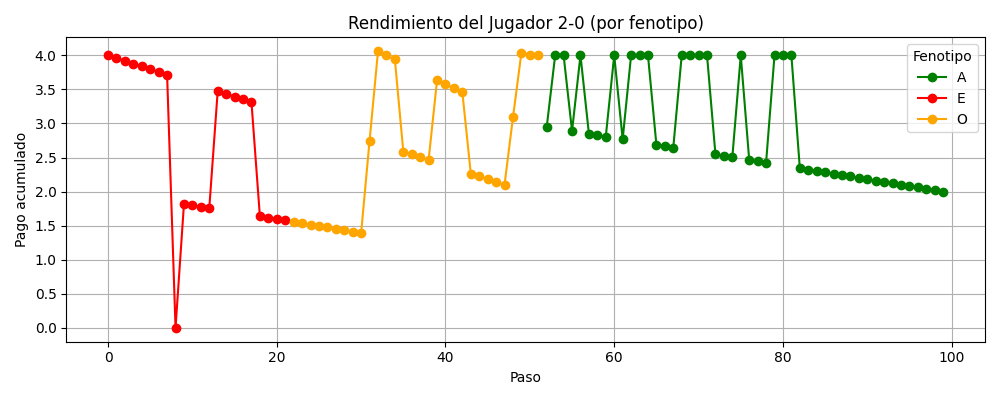 Rendimiento del Jugador 2-0 (por fenotipo)
Pago acumulado
4.0
3.5
3.0
2.5
2.0
1.5
1.0
0.5
0.0
Fenotipo
A
E
O
0 20 40 60 80 100
Paso